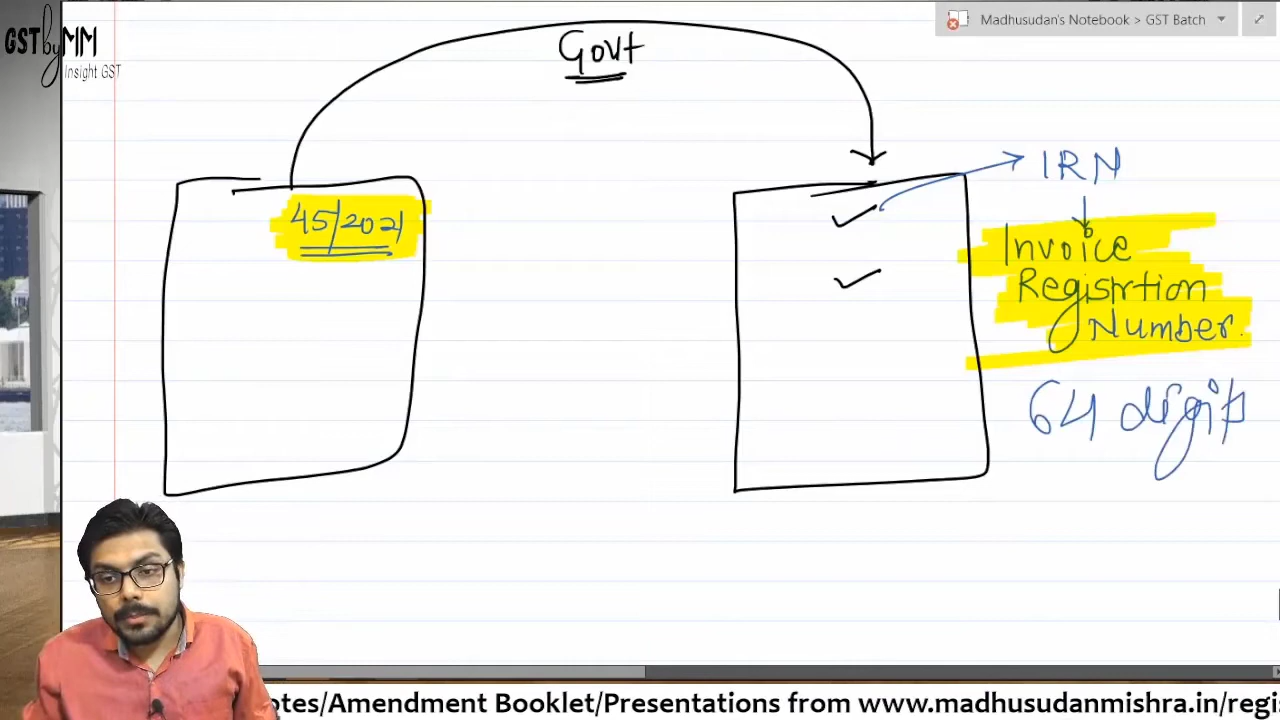 GST by MM
Insight GST
Madhusudan's Notebook > GST Batch
Govt
45/2021
IRN
Invoice
Regisrtion
Number.
64 digits
otes/Amendment Booklet/Presentations from www.madhusudanmishra.in/regi